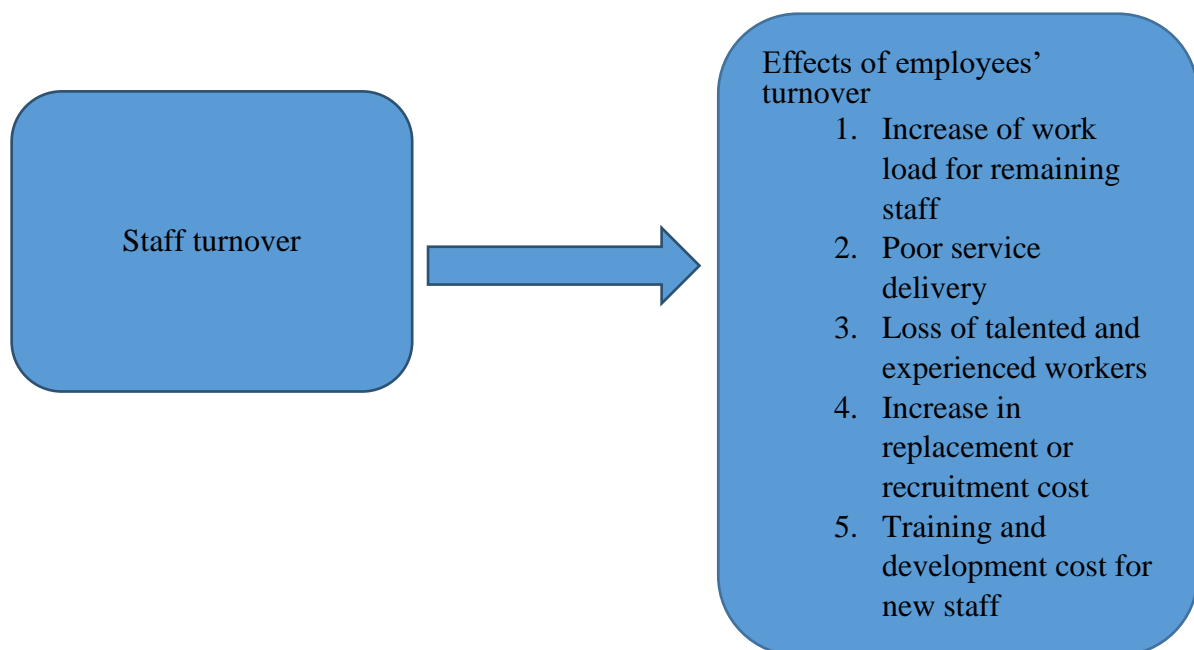 Staff turnover
Effects of employees’
turnover
1. Increase of work
load for remaining
staff
2. Poor service
delivery
3. Loss of talented and
experienced workers
4. Increase in
replacement or
recruitment cost
5. Training and
development cost for
new staff